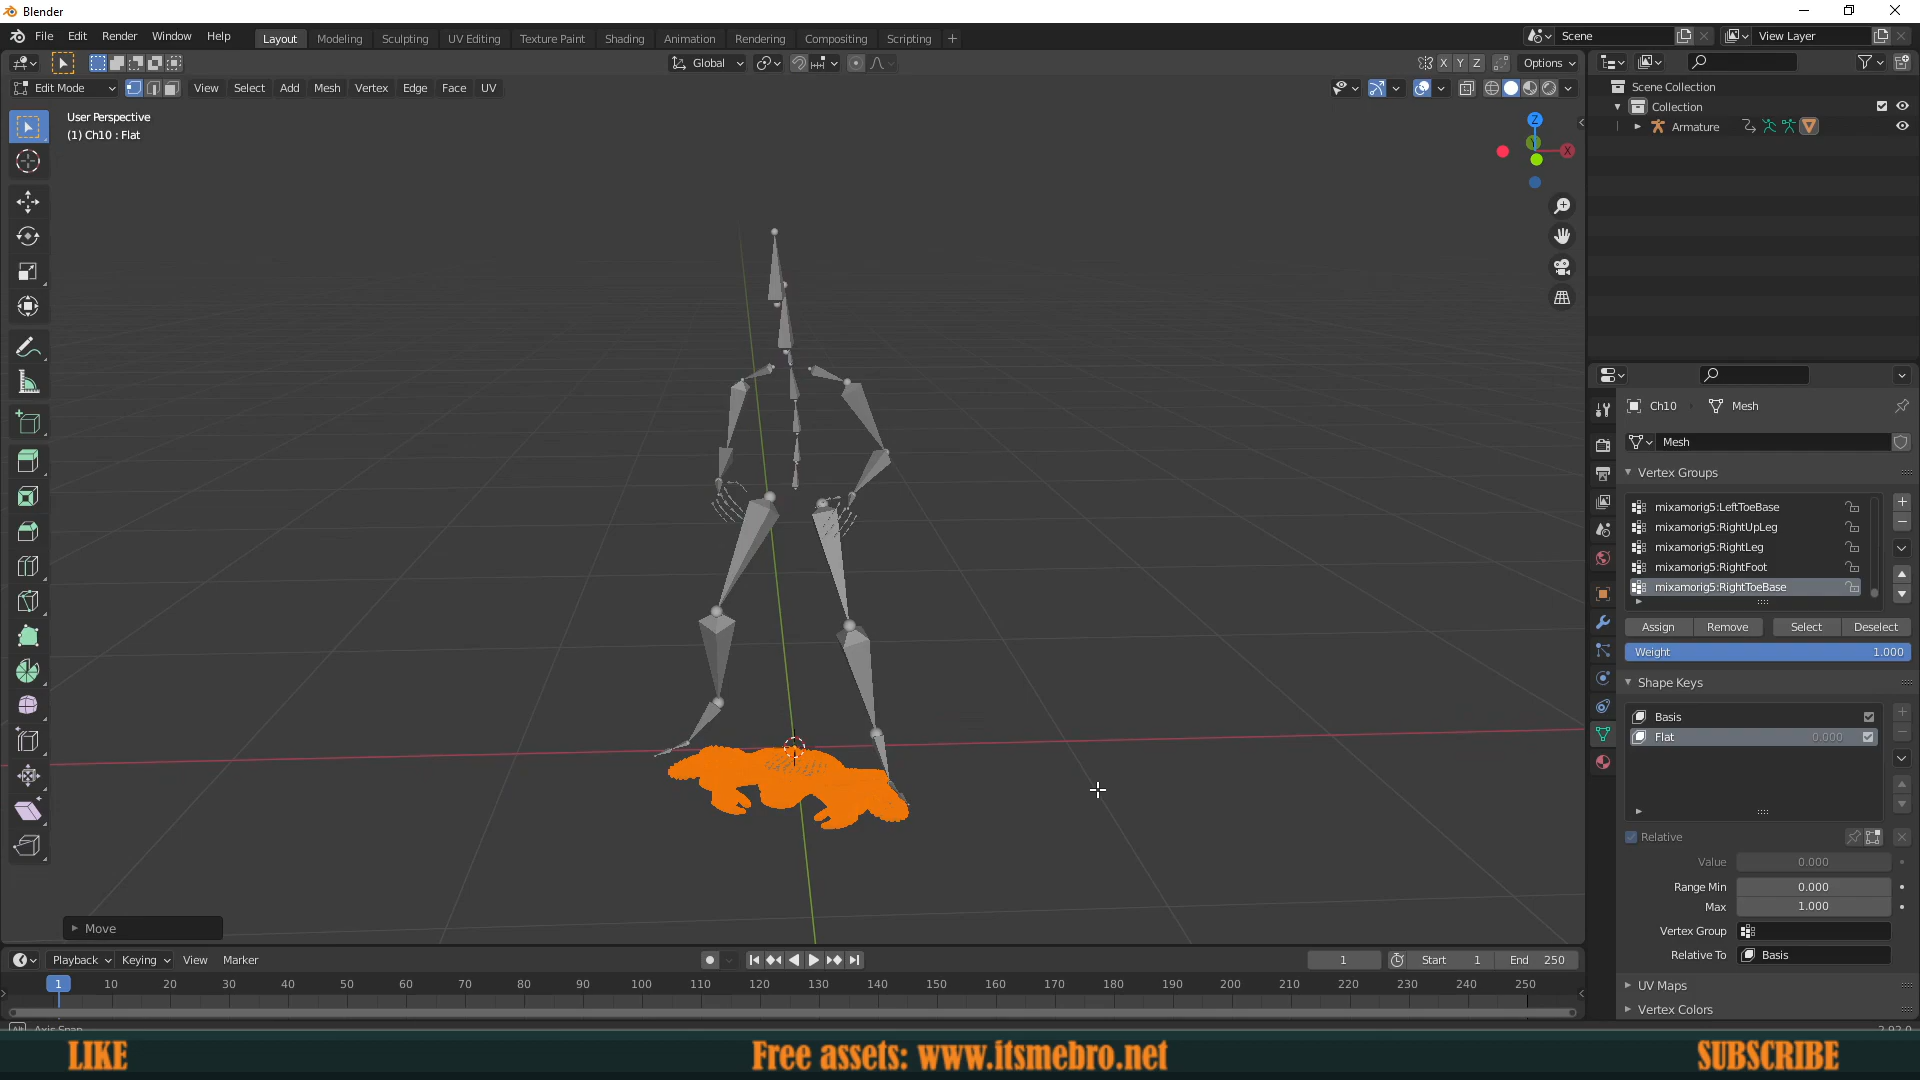 Blender
File Edit Render Window Help
Layout Modeling Sculpting UV Editing Texture Paint Shading Animation Rendering Compositing Scripting +
Scene
View Layer
Global
X Y Z Options
Edit Mode View Select Add Mesh Vertex Edge Face UV
User Perspective
(1) Ch10 : Flat
Z
X
Scene Collection
Collection
Armature
Ch10 Mesh
Mesh
Vertex Groups
mixamorig5:LeftToeBase
mixamorig5:RightUpLeg
mixamorig5:RightLeg
mixamorig5:RightFoot
mixamorig5:RightToeBase
Assign Remove Select Deselect
Weight 1.000
Shape Keys
Basis
Flat 0.000
Relative
Value 0.000
Range Min 0.000
Max 1.000
Vertex Group
Relative To Basis
UV Maps
Vertex Colors
Move
Playback Keying View Marker
1 Start 1 End 250
1 10 20 30 40 50 60 70 80 90 100 110 120 130 140 150 160 170 180 190 200 210 220 230 240 250
Axis Snap
2.92.0
LIKE Free assets: www.itsmebro.net SUBSCRIBE